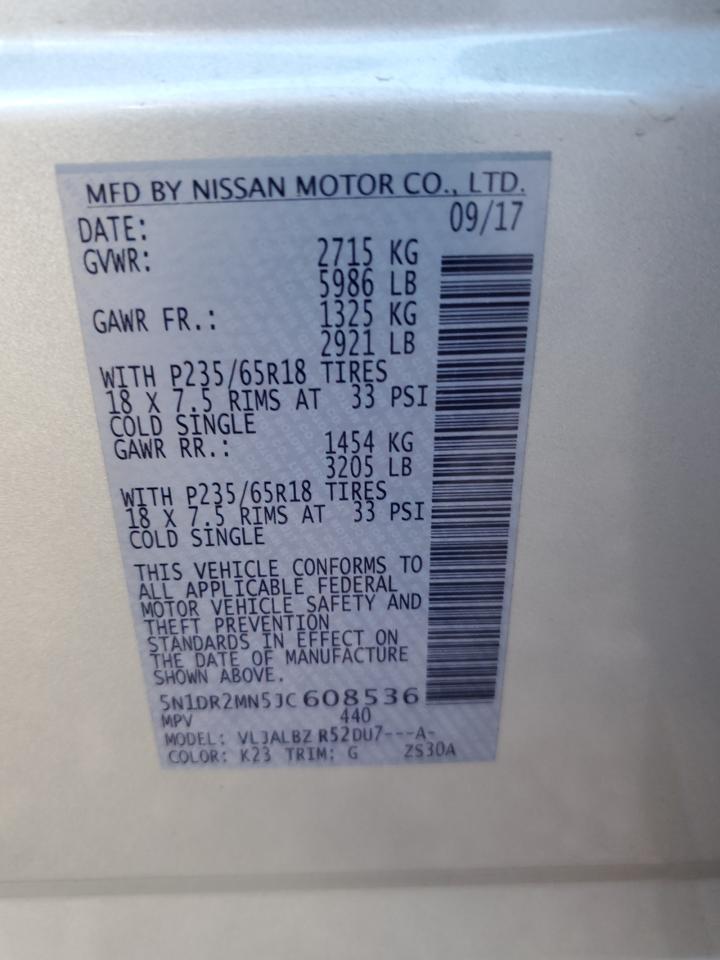 MFD BY NISSAN MOTOR CO., LTD.
DATE: 09/17
GVWR: 2715 KG
5986 LB
GAWR FR.: 1325 KG
2921 LB
WITH P235/65R18 TIRES
18 X 7.5 RIMS AT 33 PSI
COLD SINGLE
GAWR RR.: 1454 KG
3205 LB
WITH P235/65R18 TIRES
18 X 7.5 RIMS AT 33 PSI
COLD SINGLE
THIS VEHICLE CONFORMS TO
ALL APPLICABLE FEDERAL
MOTOR VEHICLE SAFETY AND
THEFT PREVENTION
STANDARDS IN EFFECT ON
THE DATE OF MANUFACTURE
SHOWN ABOVE.
5N1DR2MN5JC608536
MPV 440
MODEL: VLJALBZ R52DU7---A-
COLOR: K23 TRIM: G ZS30A